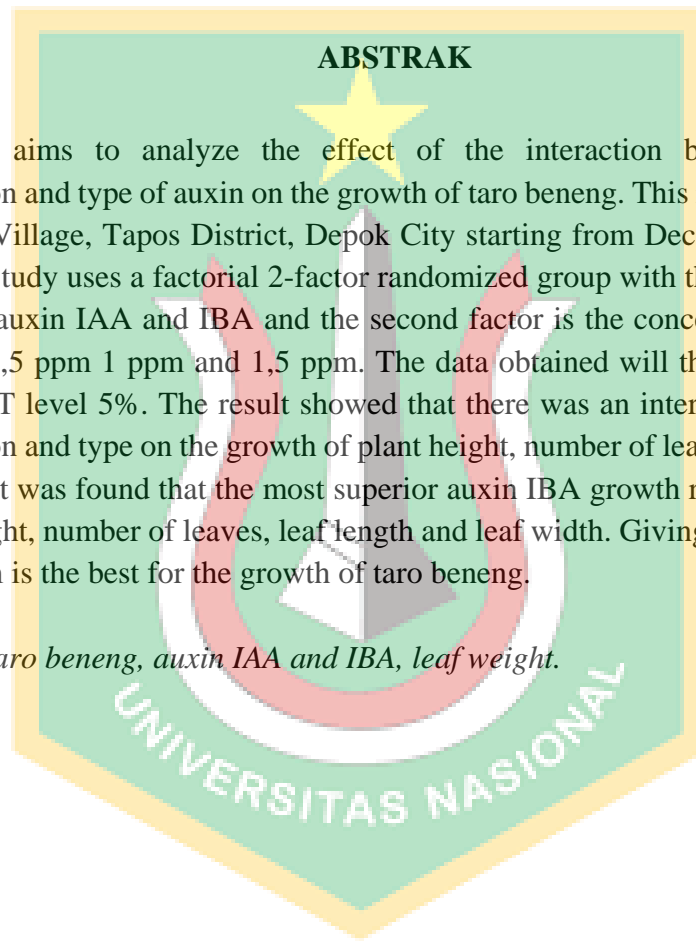 ABSTRAK
aims to analyze the effect of the interaction b
on and type of auxin on the growth of taro beneng. This
Village, Tapos District, Depok City starting from Dec
tudy uses a factorial 2-factor randomized group with th
auxin IAA and IBA and the second factor is the conce
,5 ppm 1 ppm and 1,5 ppm. The data obtained will th
T level 5%. The result showed that there was an inter
on and type on the growth of plant height, number of lea
t was found that the most superior auxin IBA growth r
ght, number of leaves, leaf length and leaf width. Giving
n is the best for the growth of taro beneng.
aro beneng, auxin IAA and IBA, leaf weight.
UNIVERSITAS NASIONAL